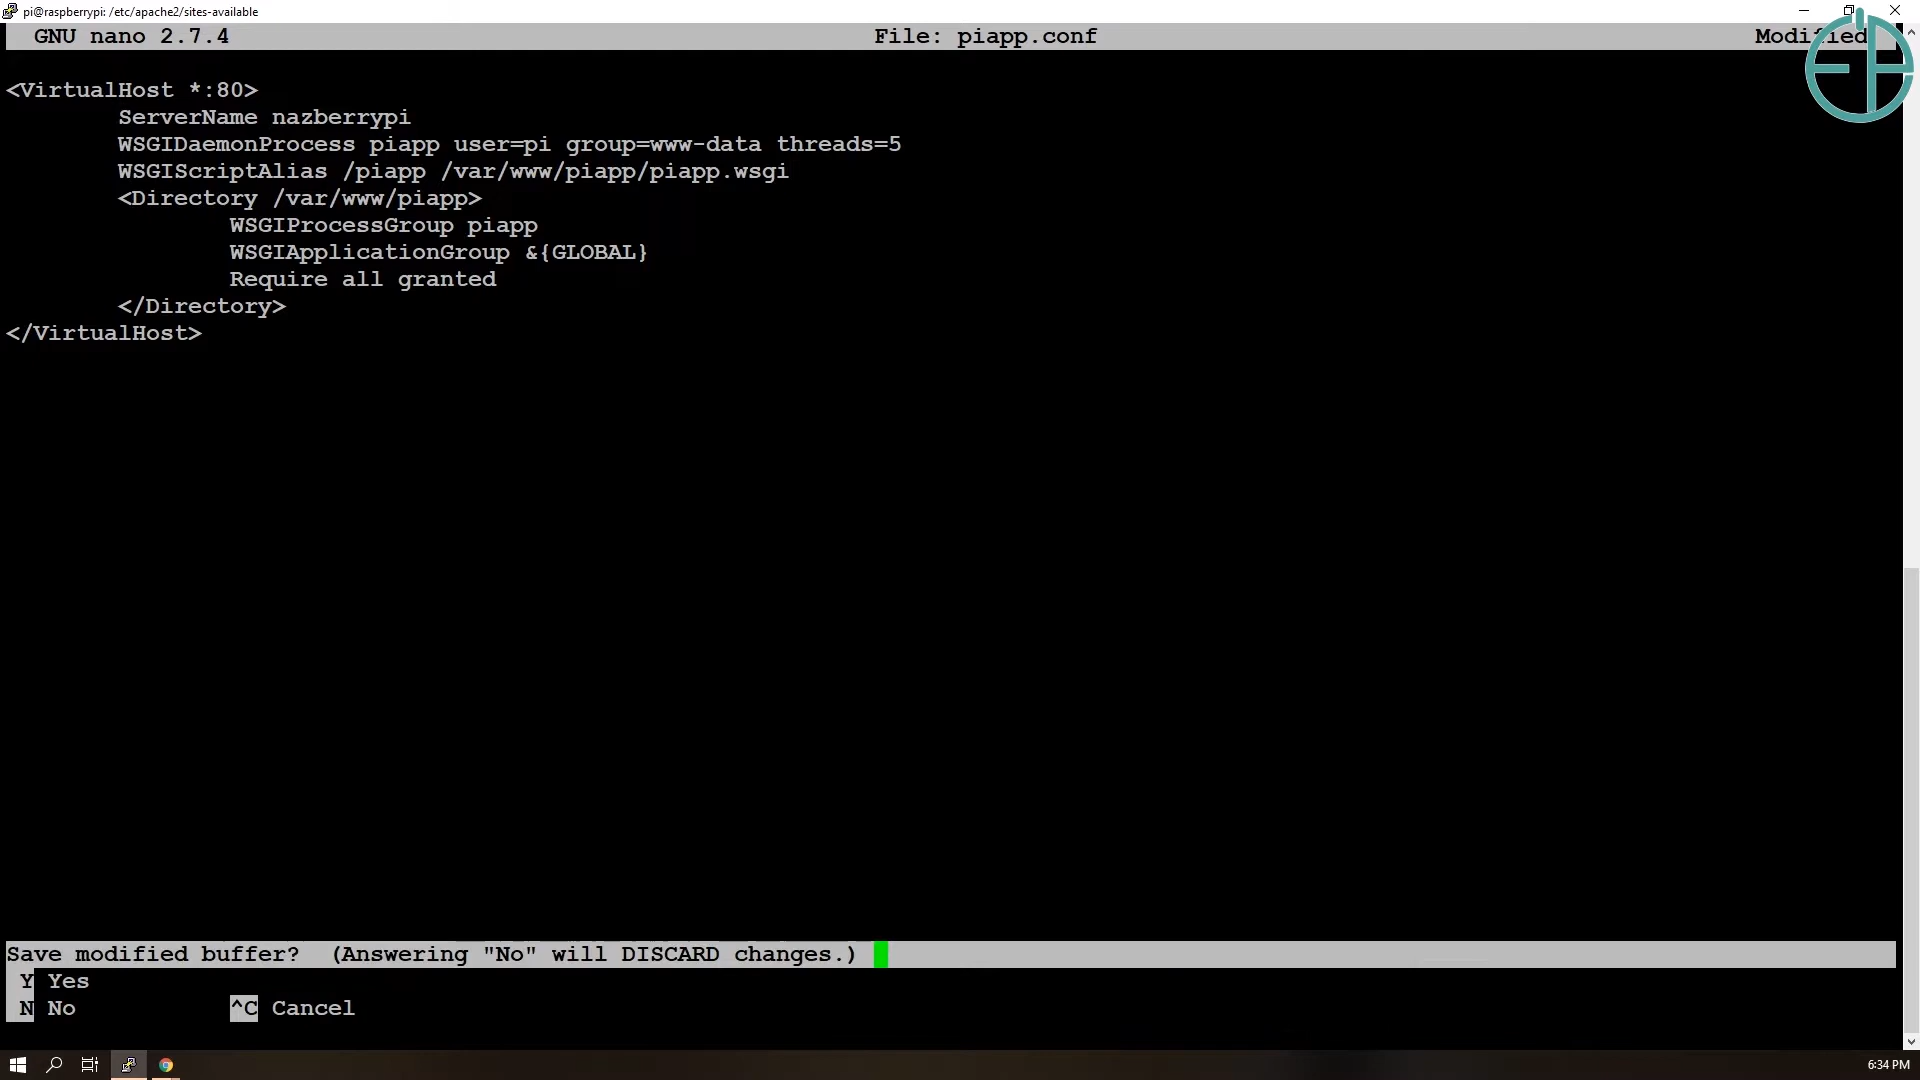 pi@raspberrypi: /etc/apache2/sites-available
GNU nano 2.7.4 File: piapp.conf Modified
<VirtualHost *:80>
ServerName nazberrypi
WSGIDaemonProcess piapp user=pi group=www-data threads=5
WSGIScriptAlias /piapp /var/www/piapp/piapp.wsgi
<Directory /var/www/piapp>
WSGIProcessGroup piapp
WSGIApplicationGroup &{GLOBAL}
Require all granted
</Directory>
</VirtualHost>
Save modified buffer? (Answering "No" will DISCARD changes.)
Y Yes
N No ^C Cancel
6:34 PM